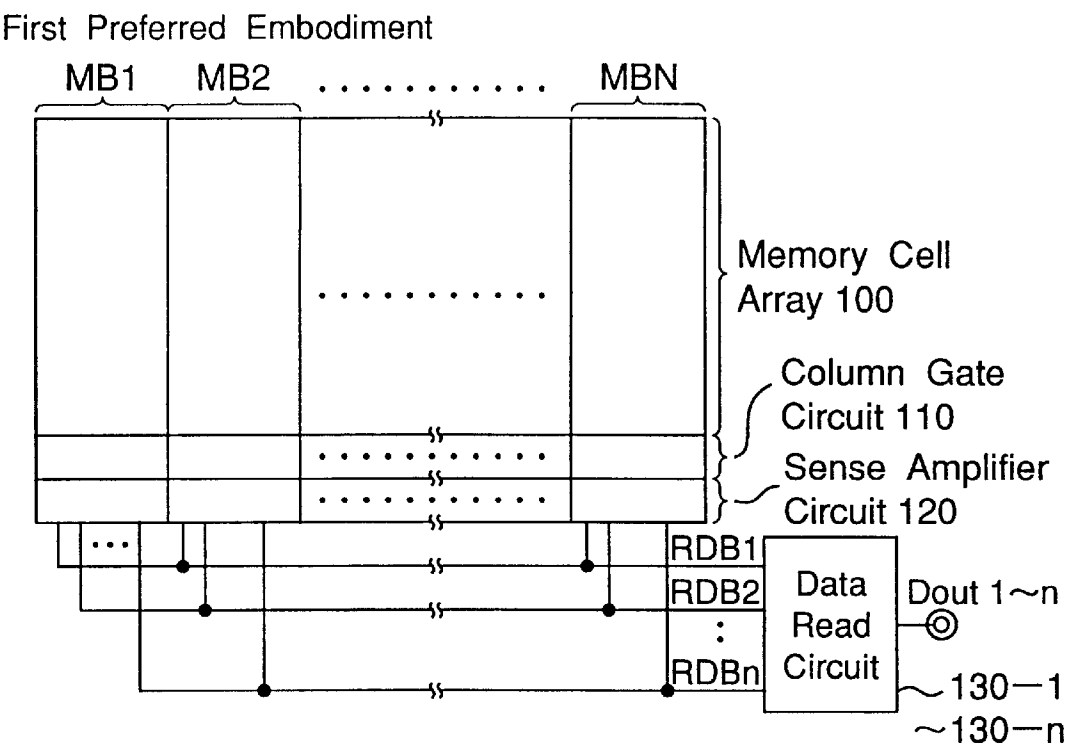 First Preferred Embodiment
MB1 MB2 ........... MBN
Memory Cell
Array 100
...........
Column Gate
Circuit 110
...........
Sense Amplifier
Circuit 120
...........
...
RDB1
RDB2
:
RDBn
Data
Read
Circuit
Dout 1~n
130-1
~130-n